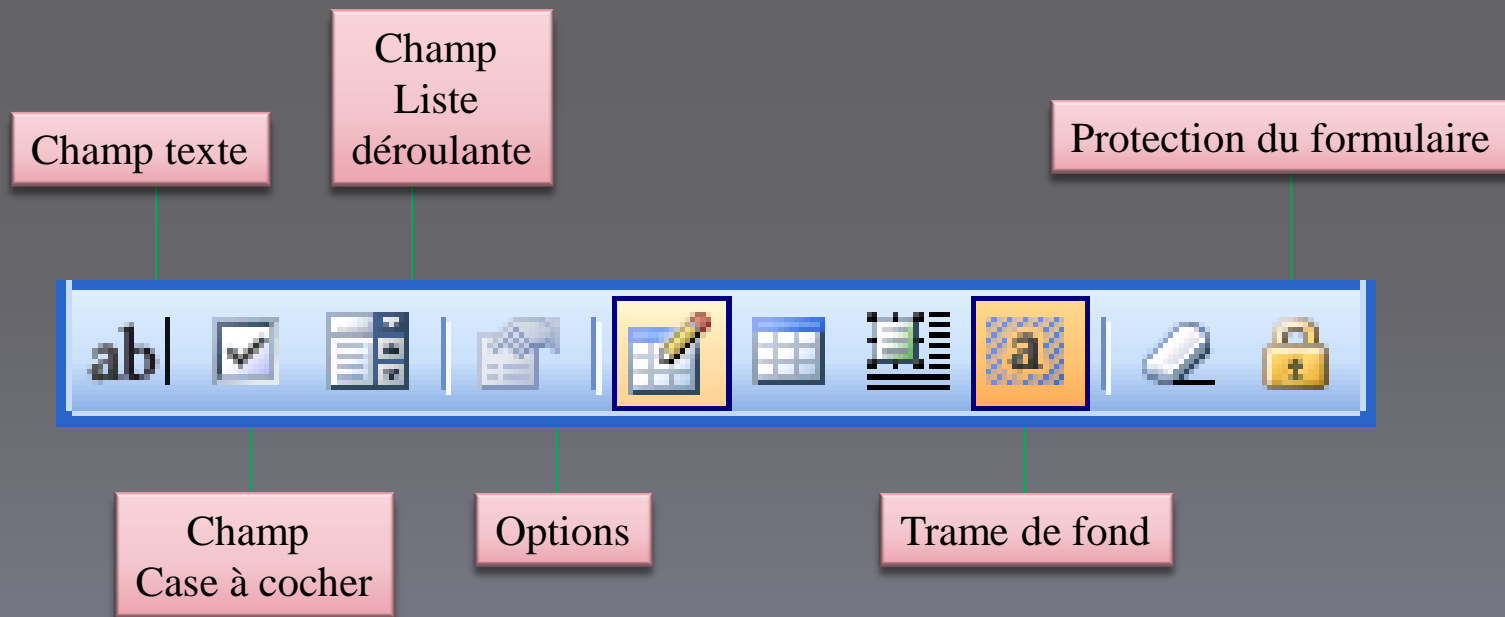 Champ
Liste
déroulante
Champ texte
Protection du formulaire
ab
a
Champ
Case à cocher
Options
Trame de fond